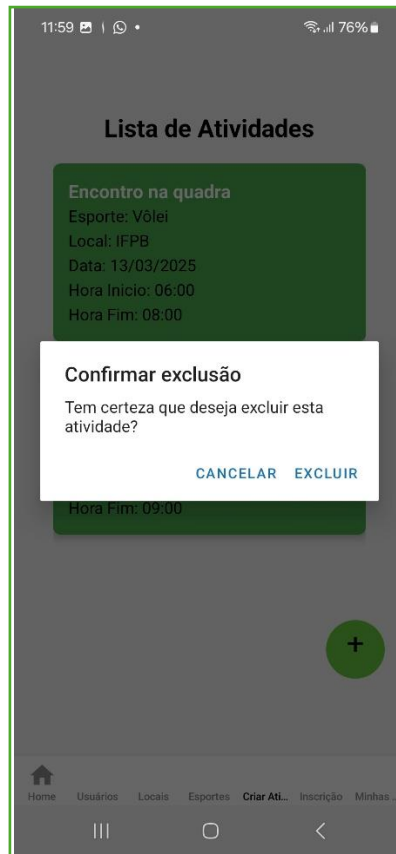 11:59
76%
Lista de Atividades
Encontro na quadra
Esporte: Vôlei
Local: IFPB
Data: 13/03/2025
Hora Inicio: 06:00
Hora Fim: 08:00
Confirmar exclusão
Tem certeza que deseja excluir esta
atividade?
CANCELAR EXCLUIR
Hora Fim: 09:00
+
Home Usuários Locais Esportes Criar Ati... Inscrição Minhas ..